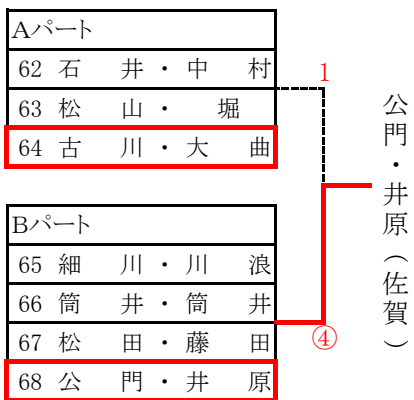 Aパート
62 石井・中村
63 松山・堀
64 古川・大曲
1
Bパート
65 細川・川浪
66 筒井・筒井
67 松田・藤田
68 公門・井原
④
公門・井原（佐賀）